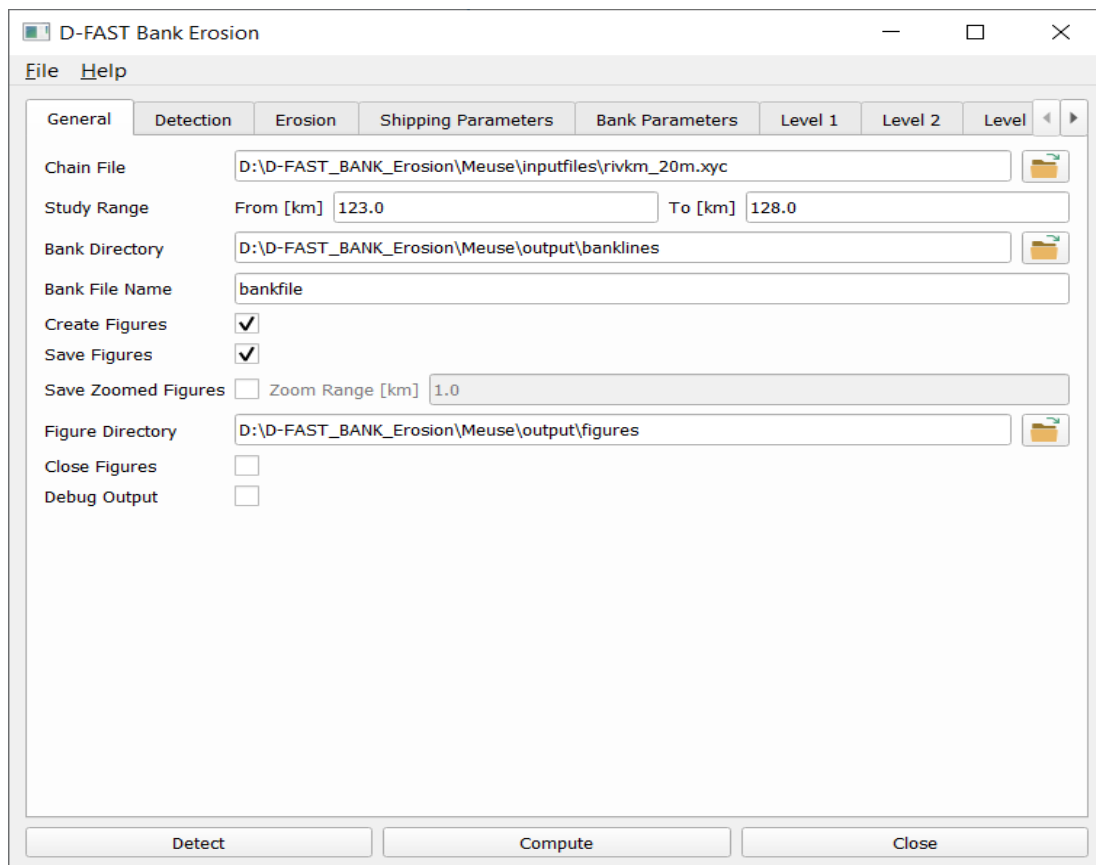 D-FAST Bank Erosion
File Help
General Detection Erosion Shipping Parameters Bank Parameters Level 1 Level 2 Level
Chain File D:\D-FAST_BANK_Erosion\Meuse\inputfiles\rivkm_20m.xyc
Study Range From [km] 123.0 To [km] 128.0
Bank Directory D:\D-FAST_BANK_Erosion\Meuse\output\banklines
Bank File Name bankfile
Create Figures
Save Figures
Save Zoomed Figures Zoom Range [km] 1.0
Figure Directory D:\D-FAST_BANK_Erosion\Meuse\output\figures
Close Figures
Debug Output
Detect Compute Close